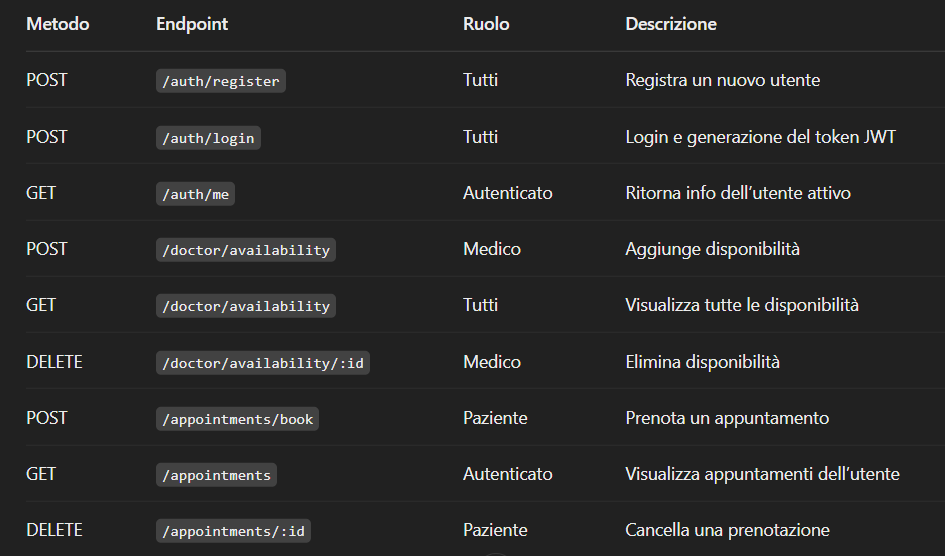 Metodo Endpoint Ruolo Descrizione
POST /auth/register Tutti Registra un nuovo utente
POST /auth/login Tutti Login e generazione del token JWT
GET /auth/me Autenticato Ritorna info dell’utente attivo
POST /doctor/availability Medico Aggiunge disponibilità
GET /doctor/availability Tutti Visualizza tutte le disponibilità
DELETE /doctor/availability/:id Medico Elimina disponibilità
POST /appointments/book Paziente Prenota un appuntamento
GET /appointments Autenticato Visualizza appuntamenti dell’utente
DELETE /appointments/:id Paziente Cancella una prenotazione